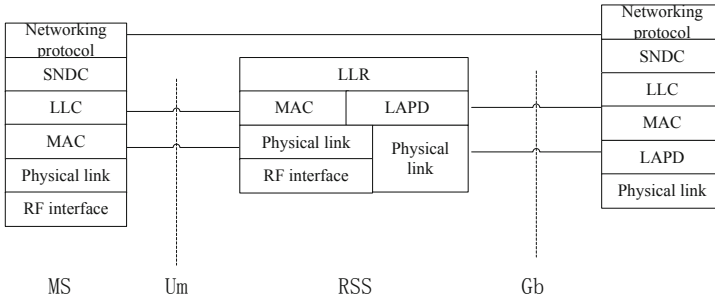 Networking
protocol
SNDC
LLC
MAC
Physical link
RF interface
LLR
MAC
LAPD
Physical link
RF interface
Physical
link
Networking
protocol
SNDC
LLC
MAC
LAPD
Physical link
MS
Um
RSS
Gb